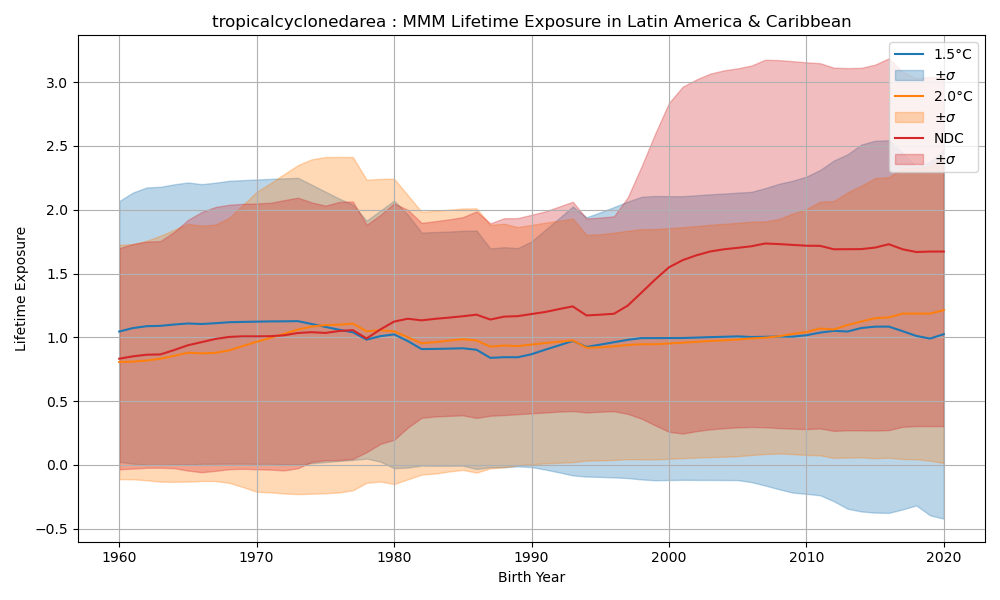 tropicalcyclonedarea : MMM Lifetime Exposure in Latin America & Caribbean
1.5°C
±σ
2.0°C
±σ
NDC
±σ
Lifetime Exposure
3.0
2.5
2.0
1.5
1.0
0.5
0.0
−0.5
1960
1970
1980
1990
2000
2010
2020
Birth Year